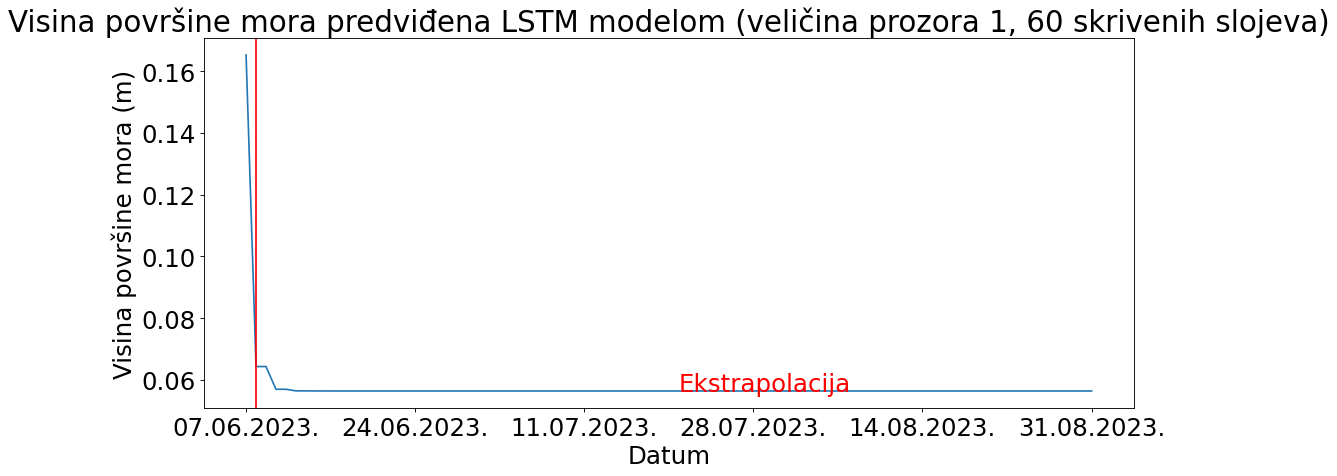 Visina površine mora predviđena LSTM modelom (veličina prozora 1, 60 skrivenih slojeva)
Visina površine mora (m)
0.16
0.14
0.12
0.10
0.08
0.06
Ekstrapolacija
07.06.2023. 24.06.2023. 11.07.2023. 28.07.2023. 14.08.2023. 31.08.2023.
Datum